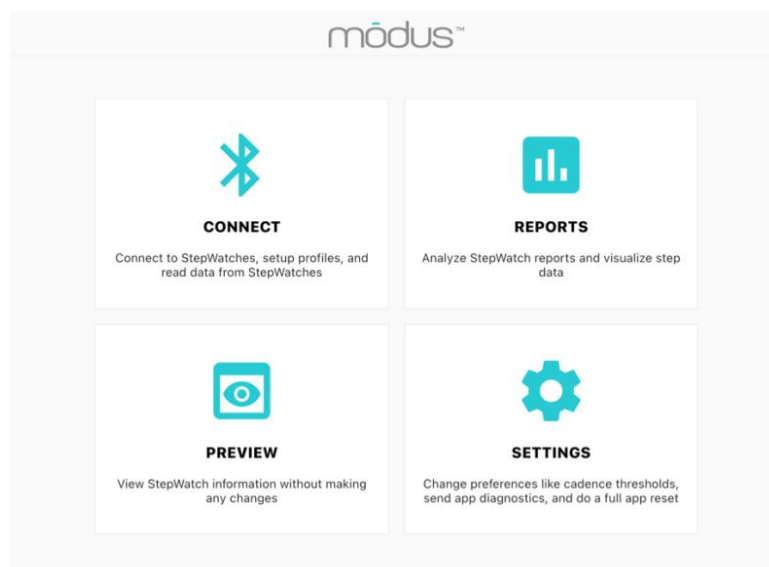 mōdus™
CONNECT
Connect to StepWatches, setup profiles, and
read data from StepWatches
REPORTS
Analyze StepWatch reports and visualize step
data
PREVIEW
View StepWatch information without making
any changes
SETTINGS
Change preferences like cadence thresholds,
send app diagnostics, and do a full app reset